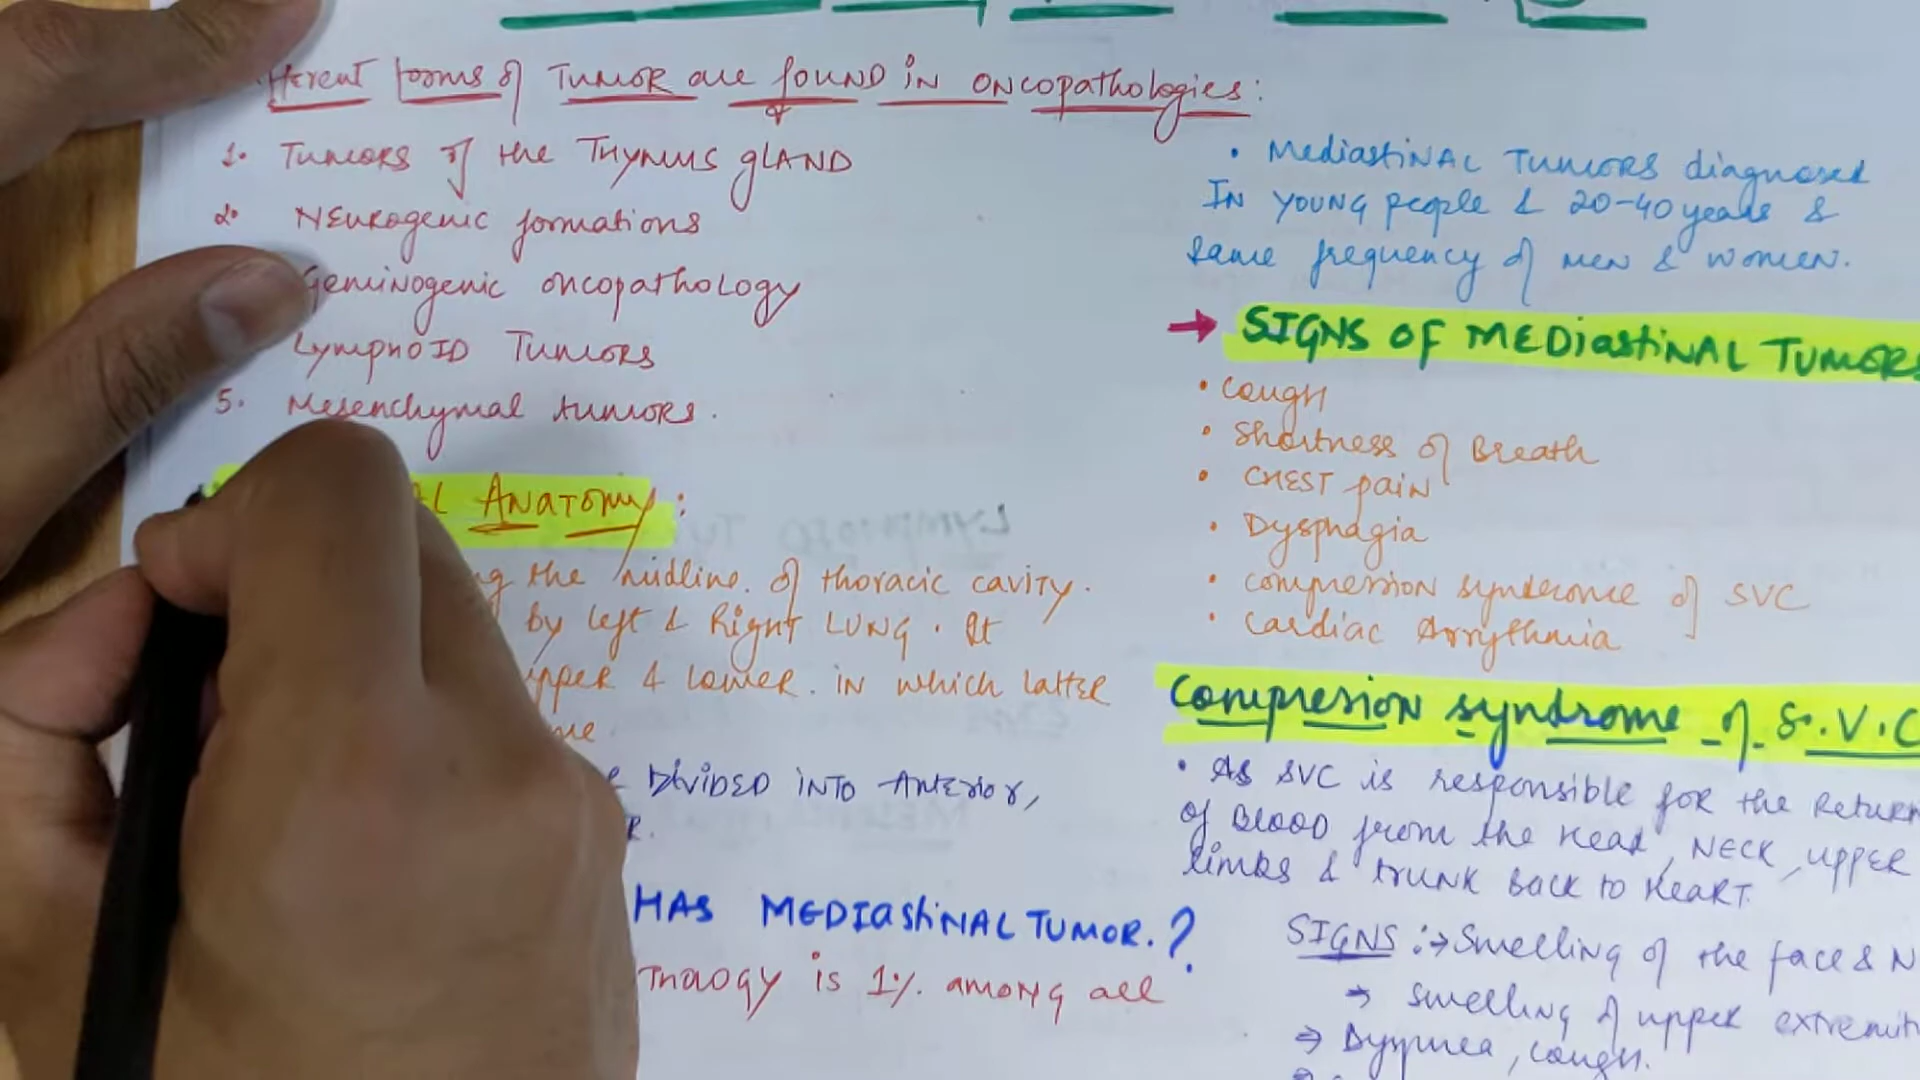 fferent forms of Tumor are found in oncopathologies:
1. Tumors of the Thymus gland
2. Neurogenic formations
Geminogenic oncopathology
Lymphoid Tumors
5. Mesenchymal tumors.
Anatomy:
the midline. of thoracic cavity.
by left & Right Lung. It
upper & lower. in which latter
Divided into Anterior,
Has Mediastinal Tumor.?
is 1% among all
• Mediastinal Tumors diagnosed
In young people & 20-40 years &
same frequency of men & women.
→ Signs of Mediastinal Tumors
• Cough
• Shortness of Breath
• Chest pain
• Dysphagia
• compression syndrome of SVC
• Cardiac Arrythmia
Compression syndrome of S.V.C
• As SVC is responsible for the Return
of Blood from the Head, Neck, upper
limbs & trunk back to Heart.
Signs :→ Swelling of the face & N
→ swelling of upper extremit
→ Dyspnea, cough.